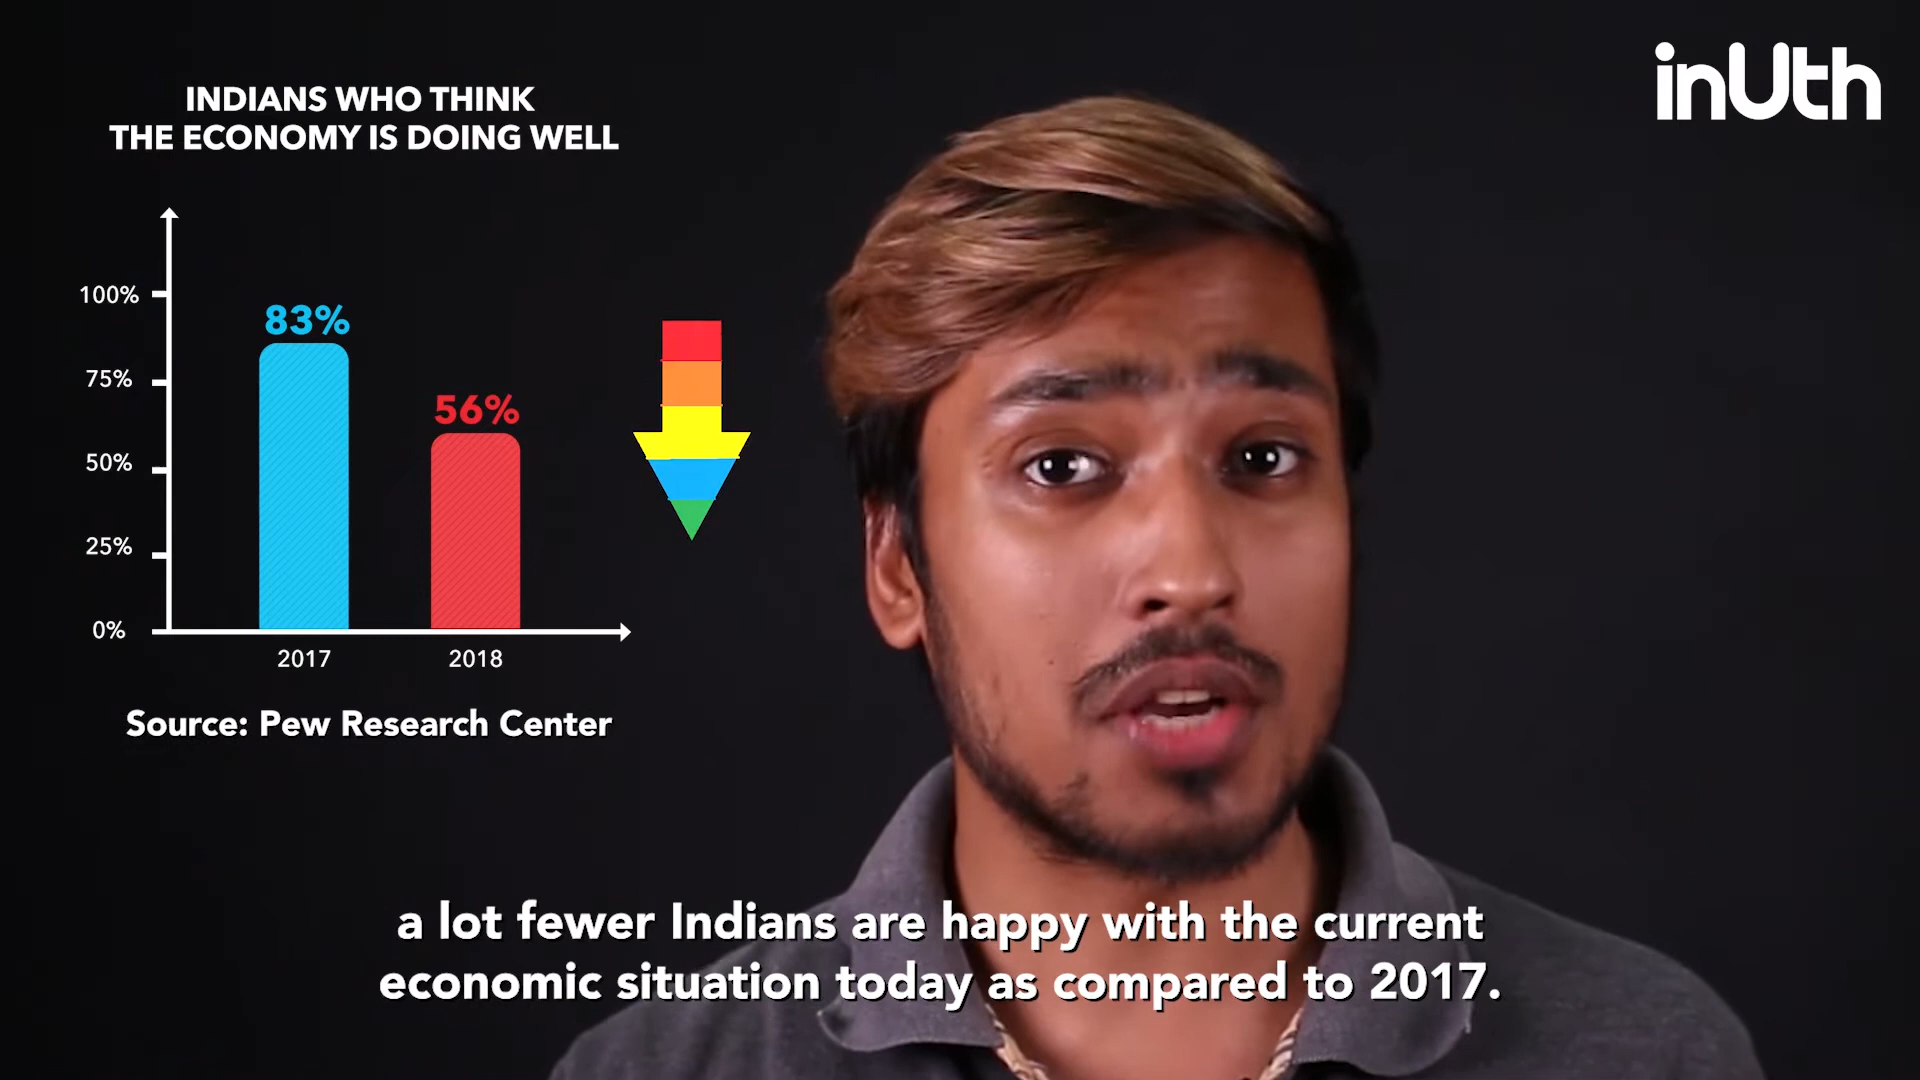 inUth
INDIANS WHO THINK
THE ECONOMY IS DOING WELL
100%
75%
50%
25%
0%
83%
56%
2017
2018
Source: Pew Research Center
a lot fewer Indians are happy with the current
economic situation today as compared to 2017.